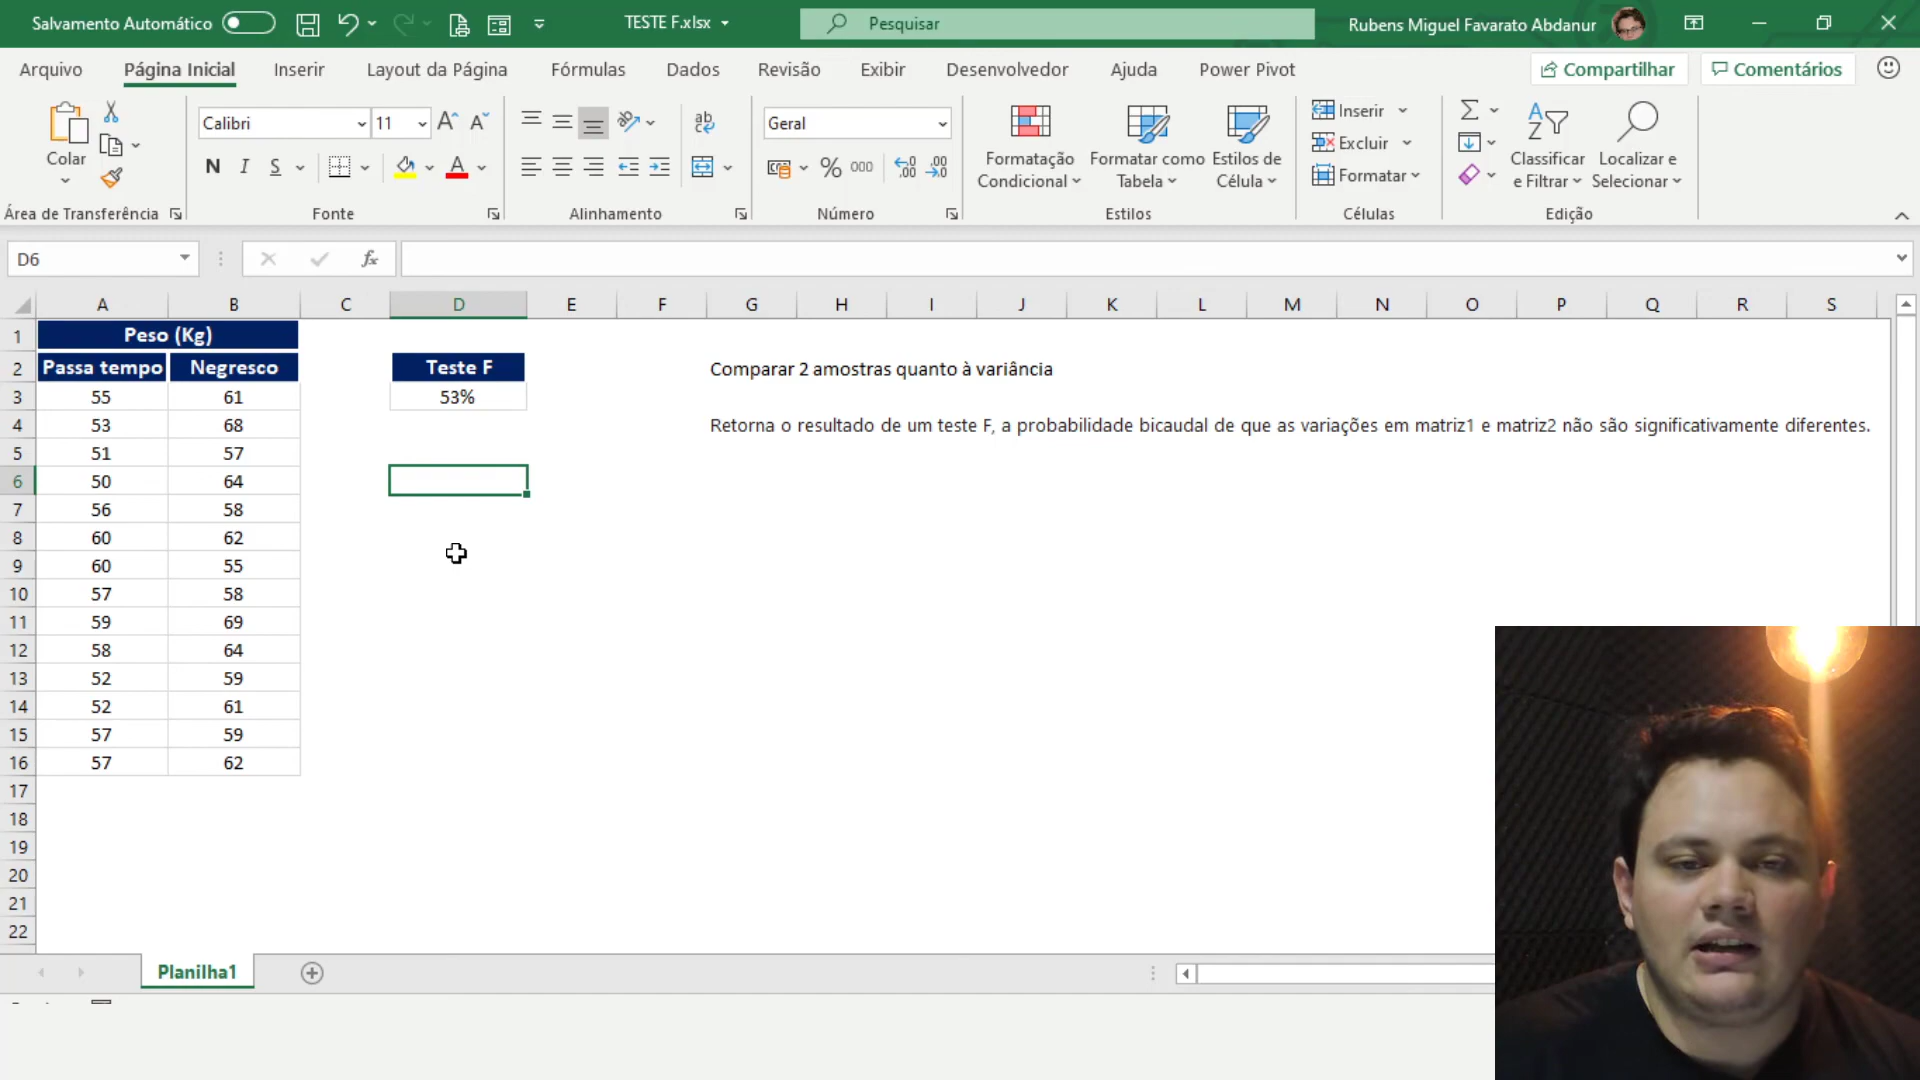 Salvamento Automático
TESTE F.xlsx
Pesquisar
Rubens Miguel Favarato Abdanur
Arquivo
Página Inicial
Inserir
Layout da Página
Fórmulas
Dados
Revisão
Exibir
Desenvolvedor
Ajuda
Power Pivot
Compartilhar
Comentários
Colar
Calibri
11
N I S
Geral
% 000
Formatação Condicional
Formatar como Tabela
Estilos de Célula
Inserir
Excluir
Formatar
Classificar e Filtrar
Localizar e Selecionar
Área de Transferência
Fonte
Alinhamento
Número
Estilos
Células
Edição
D6
fx
A B C D E F G H I J K L M N O P Q R S
1 Peso (Kg)
2 Passa tempo Negresco Teste F Comparar 2 amostras quanto à variância
3 55 61 53%
4 53 68 Retorna o resultado de um teste F, a probabilidade bicaudal de que as variações em matriz1 e matriz2 não são significativamente diferentes.
5 51 57
6 50 64
7 56 58
8 60 62
9 60 55
10 57 58
11 59 69
12 58 64
13 52 59
14 52 61
15 57 59
16 57 62
17
18
19
20
21
22
Planilha1